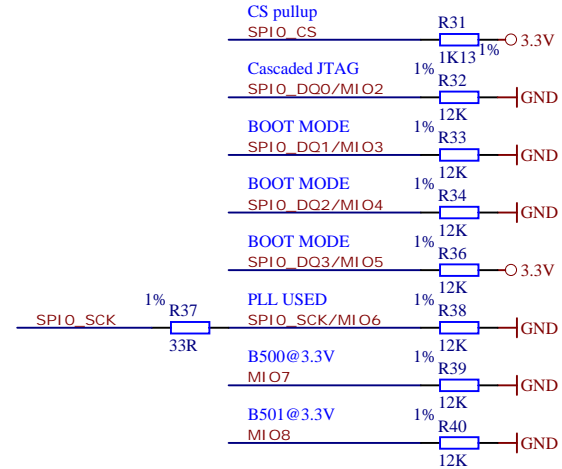 CS pullup
SPI0_CS
R31
1K13
1%
3.3V
Cascaded JTAG
SPI0_DQ0/MIO2
1%
R32
12K
GND
BOOT MODE
SPI0_DQ1/MIO3
1%
R33
12K
GND
BOOT MODE
SPI0_DQ2/MIO4
1%
R34
12K
GND
BOOT MODE
SPI0_DQ3/MIO5
1%
R36
12K
3.3V
SPI0_SCK
1%
R37
33R
PLL USED
SPI0_SCK/MIO6
1%
R38
12K
GND
B500@3.3V
MIO7
1%
R39
12K
GND
B501@3.3V
MIO8
1%
R40
12K
GND